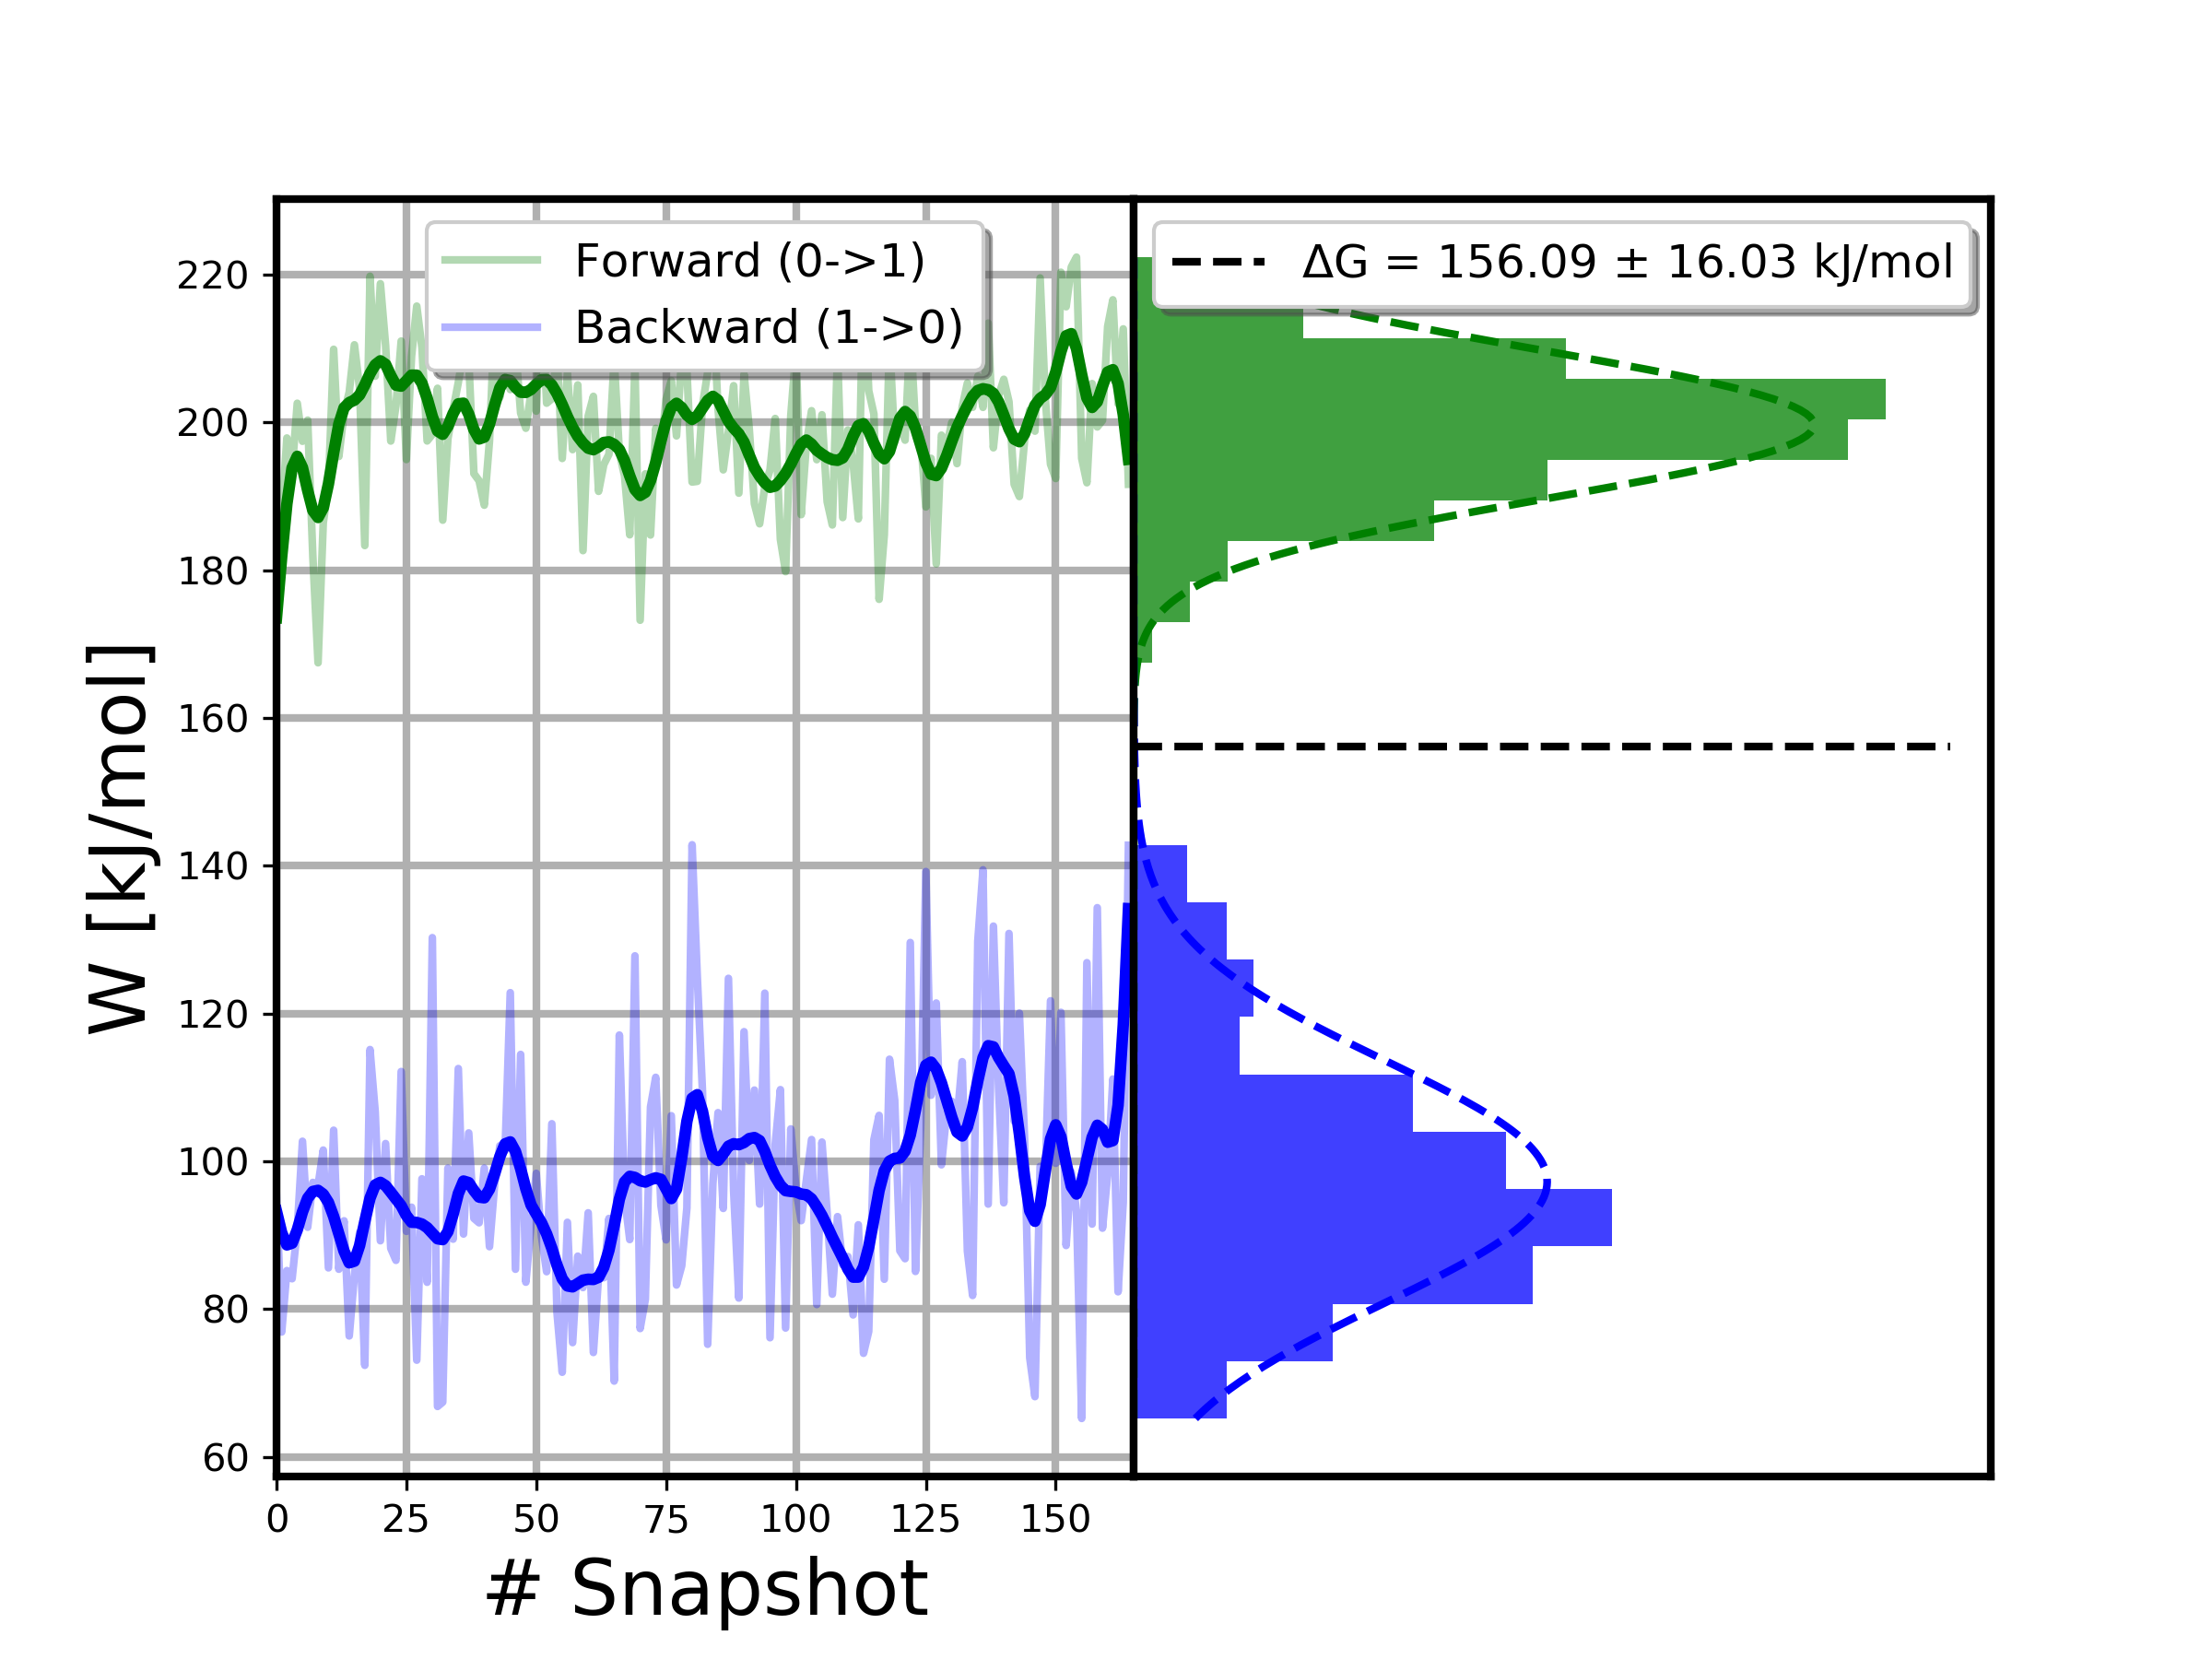 Forward (0->1)
Backward (1->0)
ΔG = 156.09 ± 16.03 kJ/mol
W [kJ/mol]
220
200
180
160
140
120
100
80
60
0 25 50 75 100 125 150
# Snapshot